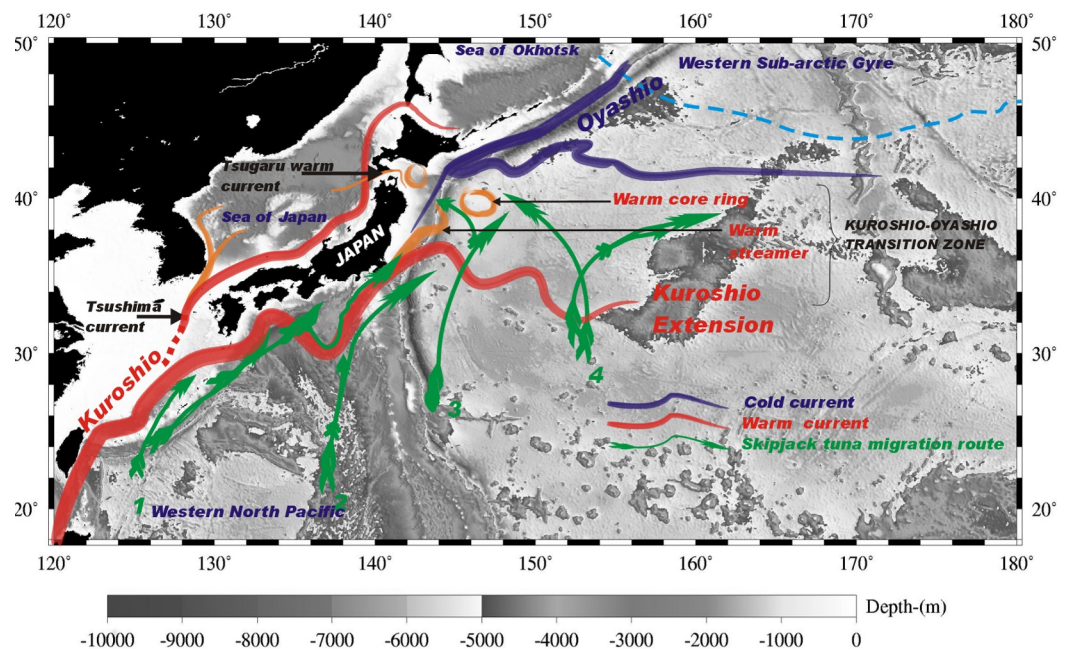 120° 130° 140° 150° 160° 170° 180°
50° 50°
Sea of Okhotsk
Western Sub-arctic Gyre
Oyashio
Tsugaru warm
current
40° 40°
Warm core ring
Sea of Japan
KUROSHIO-OYASHIO
TRANSITION ZONE
JAPAN
Warm
streamer
Tsushima
current
Kuroshio
Extension
30° 30°
Kuroshio
4
3
Cold current
Warm current
Skipjack tuna migration route
1
2
Western North Pacific
20° 20°
120° 130° 140° 150° 160° 170° 180°
Depth-(m)
-10000 -9000 -8000 -7000 -6000 -5000 -4000 -3000 -2000 -1000 0